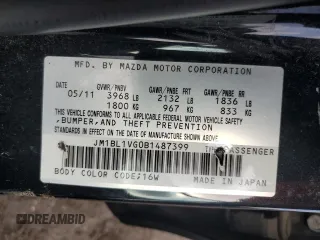 MFD. BY MAZDA MOTOR CORPORATION
GVWR/PNBV GAWR/PNBE FRT GAWR/PNBE RR
05/11 3968 LB 2132 LB 1836 LB
1800 KG 967 KG 833 KG
THIS VEHICLE CONFORMS TO ALL APPLICABLE FEDERAL MOTOR VEHICLE SAFETY,
BUMPER, AND THEFT PREVENTION
STANDARDS IN EFFECT ON THE DATE OF MANUFACTURE SHOWN ABOVE.
JM1BL1VG0B1487399 PASSENGER
BODY COLOR CODE:16W MADE IN JAPAN
DREAMBID